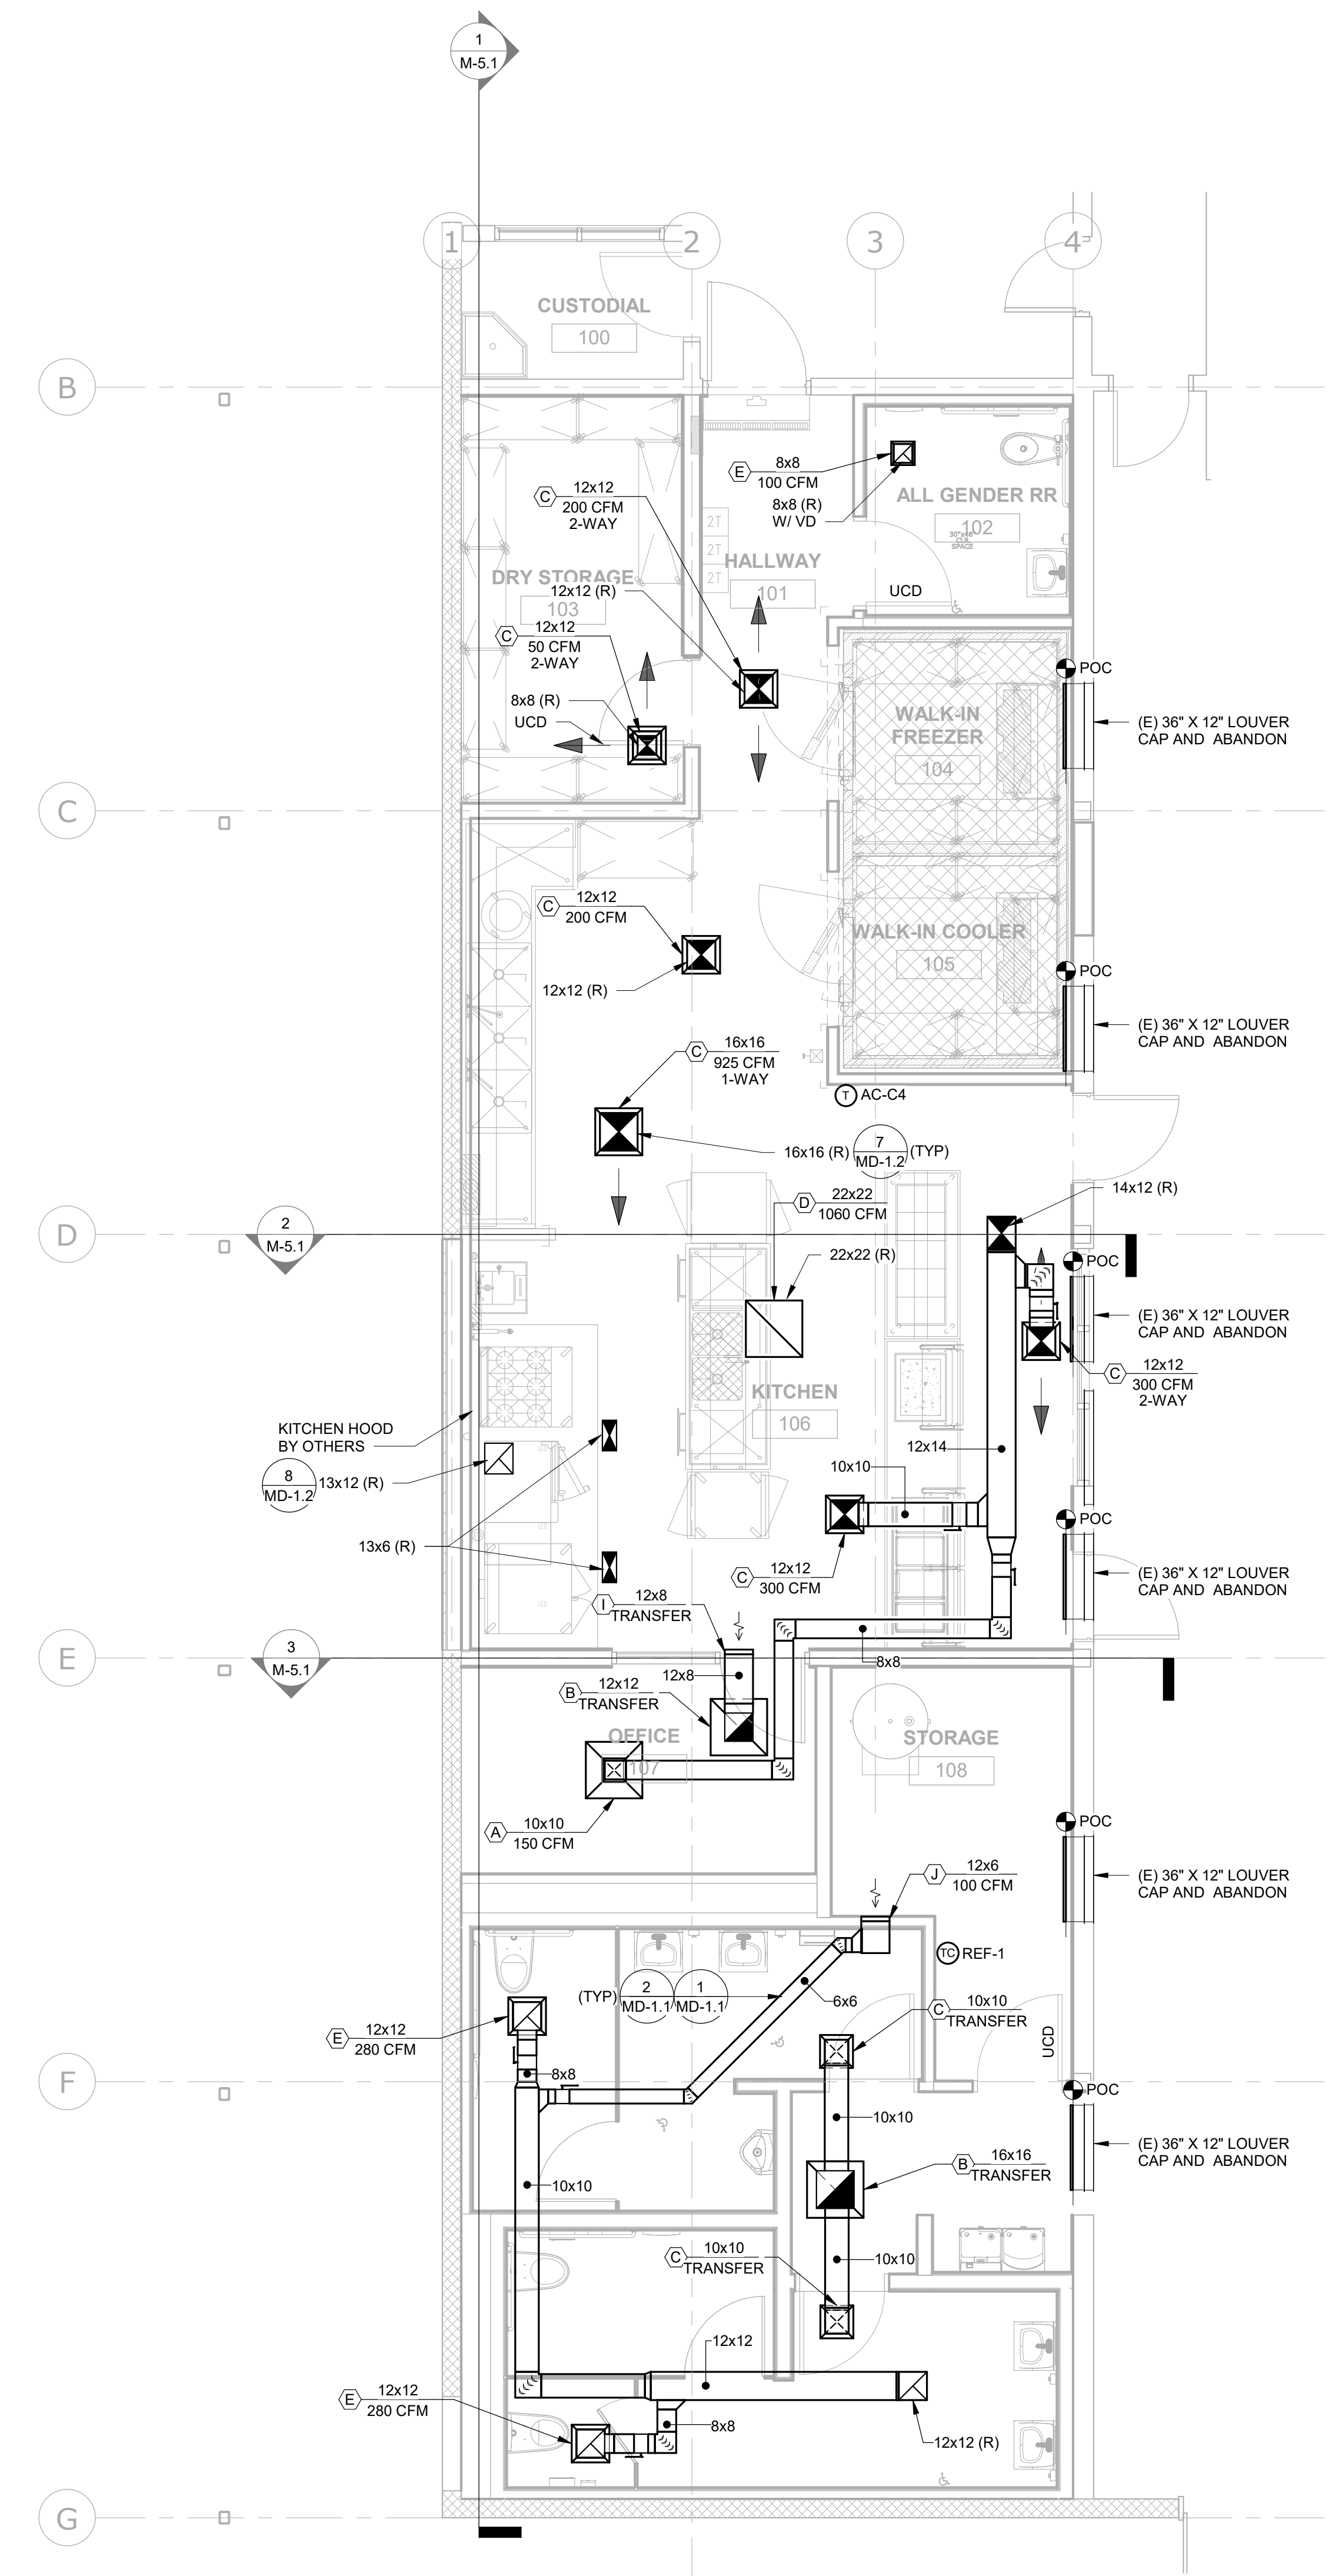 1
M-5.1
1
2
3
4
CUSTODIAL
100
B
E
8x8
100 CFM
8x8 (R)
W/ VD
ALL GENDER RR
102
30"x48"
CLR.
SPACE
C
12x12
200 CFM
2-WAY
2T
2T
2T
HALLWAY
101
DRY STORAGE
103
12x12 (R)
UCD
C
12x12
50 CFM
2-WAY
8x8 (R)
UCD
POC
WALK-IN
FREEZER
104
(E) 36" X 12" LOUVER
CAP AND ABANDON
C
C
12x12
200 CFM
12x12 (R)
WALK-IN COOLER
105
POC
(E) 36" X 12" LOUVER
CAP AND ABANDON
C
16x16
925 CFM
1-WAY
T
AC-C4
16x16 (R)
7
MD-1.2
(TYP)
14x12 (R)
D
22x22
1060 CFM
D
2
M-5.1
22x22 (R)
POC
(E) 36" X 12" LOUVER
CAP AND ABANDON
C
12x12
300 CFM
2-WAY
KITCHEN
106
KITCHEN HOOD
BY OTHERS
12x14
10x10
8
MD-1.2
13x12 (R)
POC
13x6 (R)
C
12x12
300 CFM
(E) 36" X 12" LOUVER
CAP AND ABANDON
I
12x8
TRANSFER
E
3
M-5.1
8x8
12x8
B
12x12
TRANSFER
OFFICE
107
STORAGE
108
A
10x10
150 CFM
POC
J
12x6
100 CFM
(E) 36" X 12" LOUVER
CAP AND ABANDON
TC
REF-1
(TYP)
2
MD-1.1
1
MD-1.1
6x6
C
10x10
TRANSFER
E
12x12
280 CFM
UCD
F
8x8
POC
10x10
(E) 36" X 12" LOUVER
CAP AND ABANDON
B
16x16
TRANSFER
10x10
C
10x10
TRANSFER
10x10
12x12
E
12x12
280 CFM
8x8
12x12 (R)
G